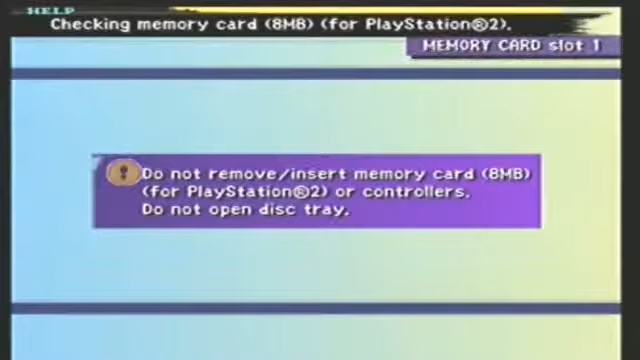 HELP
Checking memory card (8MB) (for PlayStation®2).
MEMORY CARD slot 1
Do not remove/insert memory card (8MB)
(for PlayStation®2) or controllers.
Do not open disc tray.